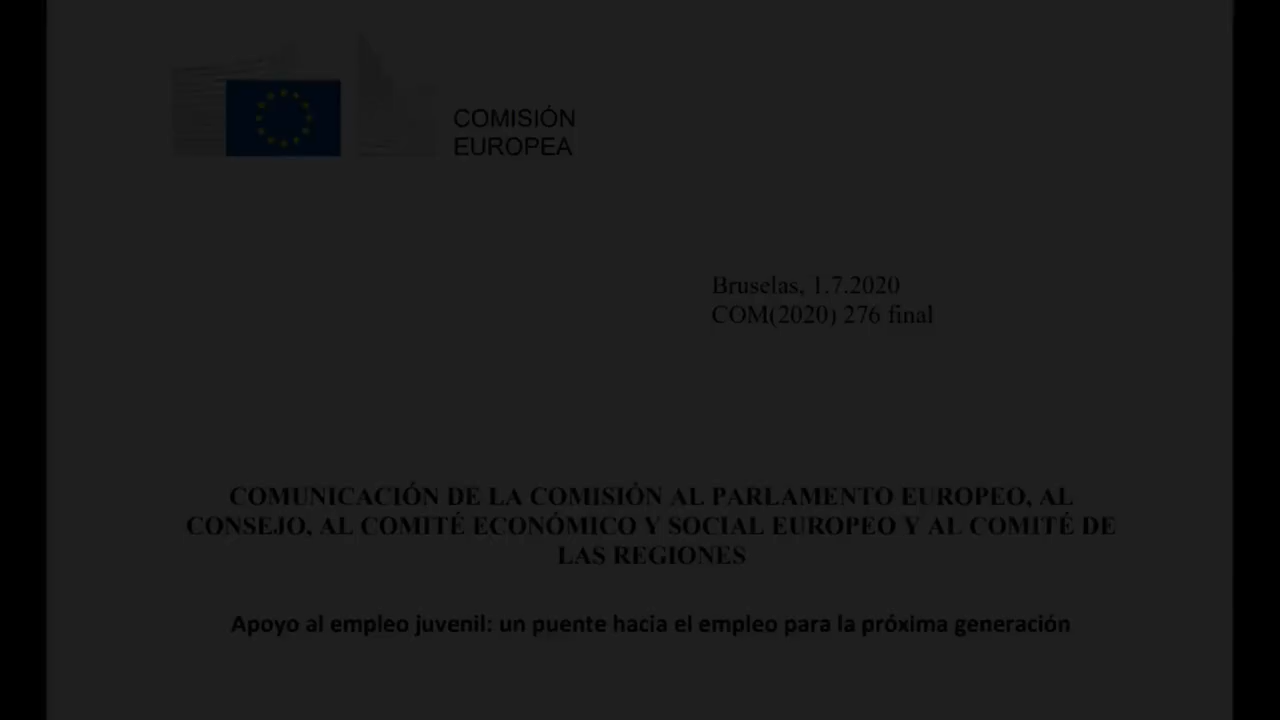 COMISIÓN
EUROPEA
Bruselas, 1.7.2020
COM(2020) 276 final
COMUNICACIÓN DE LA COMISIÓN AL PARLAMENTO EUROPEO, AL
CONSEJO, AL COMITÉ ECONÓMICO Y SOCIAL EUROPEO Y AL COMITÉ DE
LAS REGIONES
Apoyo al empleo juvenil: un puente hacia el empleo para la próxima generación